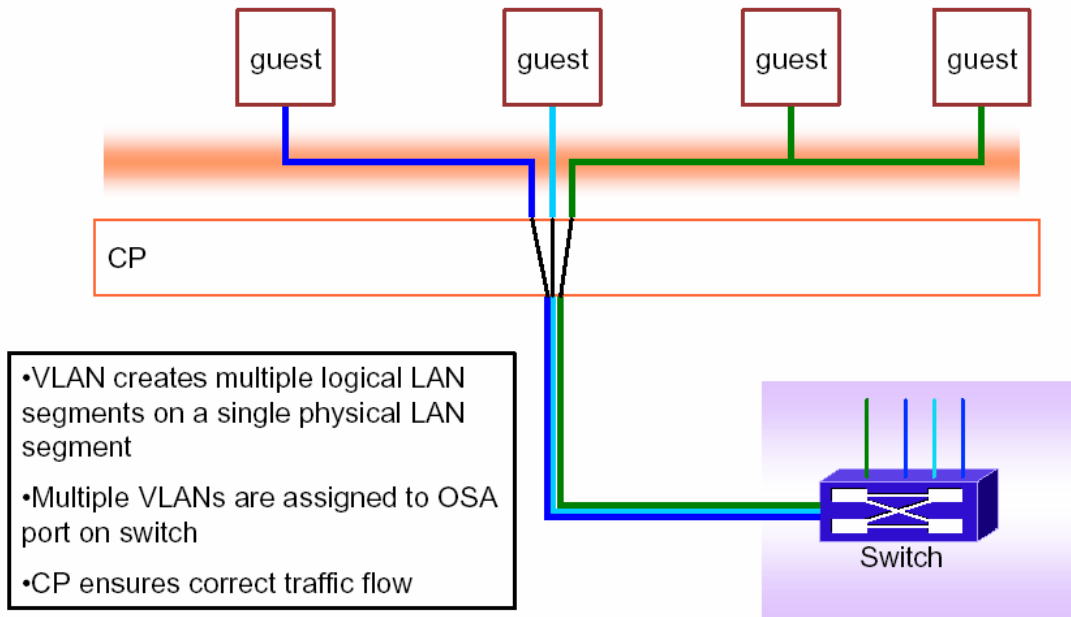 guest
guest
guest
guest
CP
•VLAN creates multiple logical LAN
segments on a single physical LAN
segment
•Multiple VLANs are assigned to OSA
port on switch
•CP ensures correct traffic flow
Switch